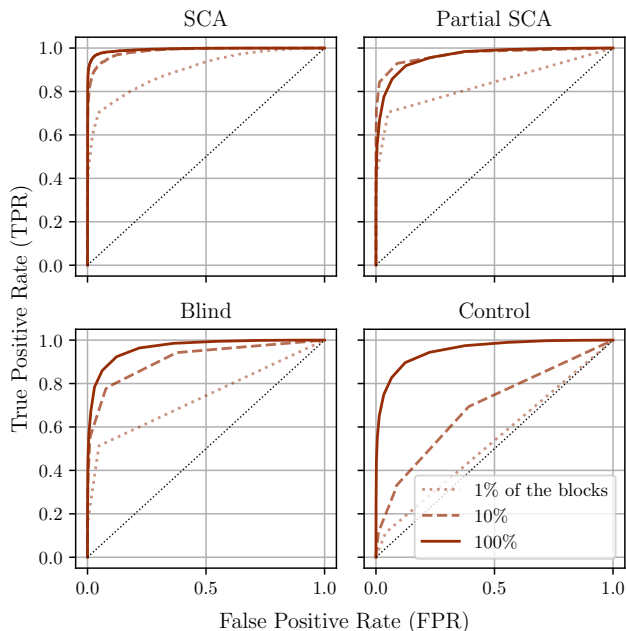 SCA
Partial SCA
1.0
0.8
0.6
0.4
0.2
0.0
0.0
0.5
1.0
0.0
0.5
1.0
True Positive Rate (TPR)
Blind
Control
1.0
0.8
0.6
0.4
0.2
0.0
1% of the blocks
10%
100%
False Positive Rate (FPR)